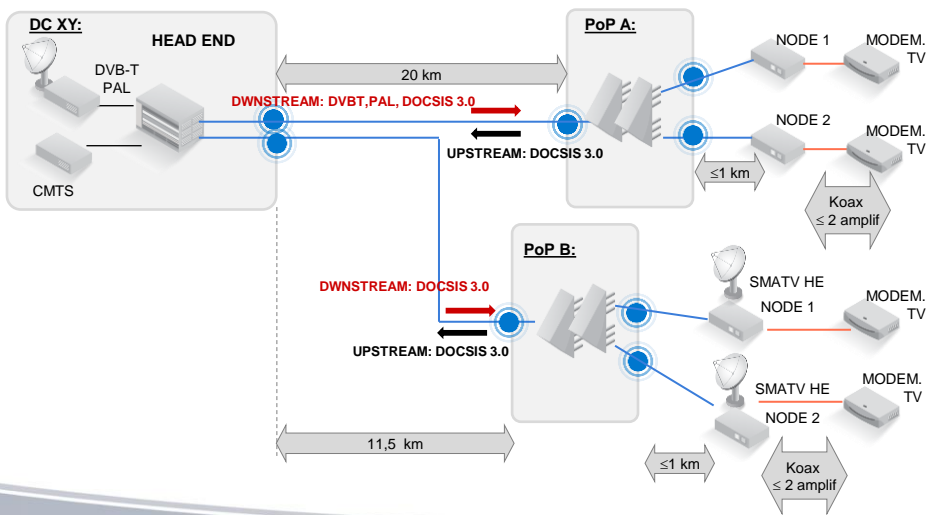 DC XY:
HEAD END
DVB-T
PAL
CMTS
20 km
DWNSTREAM: DVBT,PAL, DOCSIS 3.0
UPSTREAM: DOCSIS 3.0
PoP A:
NODE 1
MODEM.
TV
NODE 2
MODEM.
TV
≤1 km
Koax
≤ 2 amplif
PoP B:
DWNSTREAM: DOCSIS 3.0
UPSTREAM: DOCSIS 3.0
SMATV HE
NODE 1
MODEM.
TV
SMATV HE
NODE 2
MODEM.
TV
11,5 km
≤1 km
Koax
≤ 2 amplif